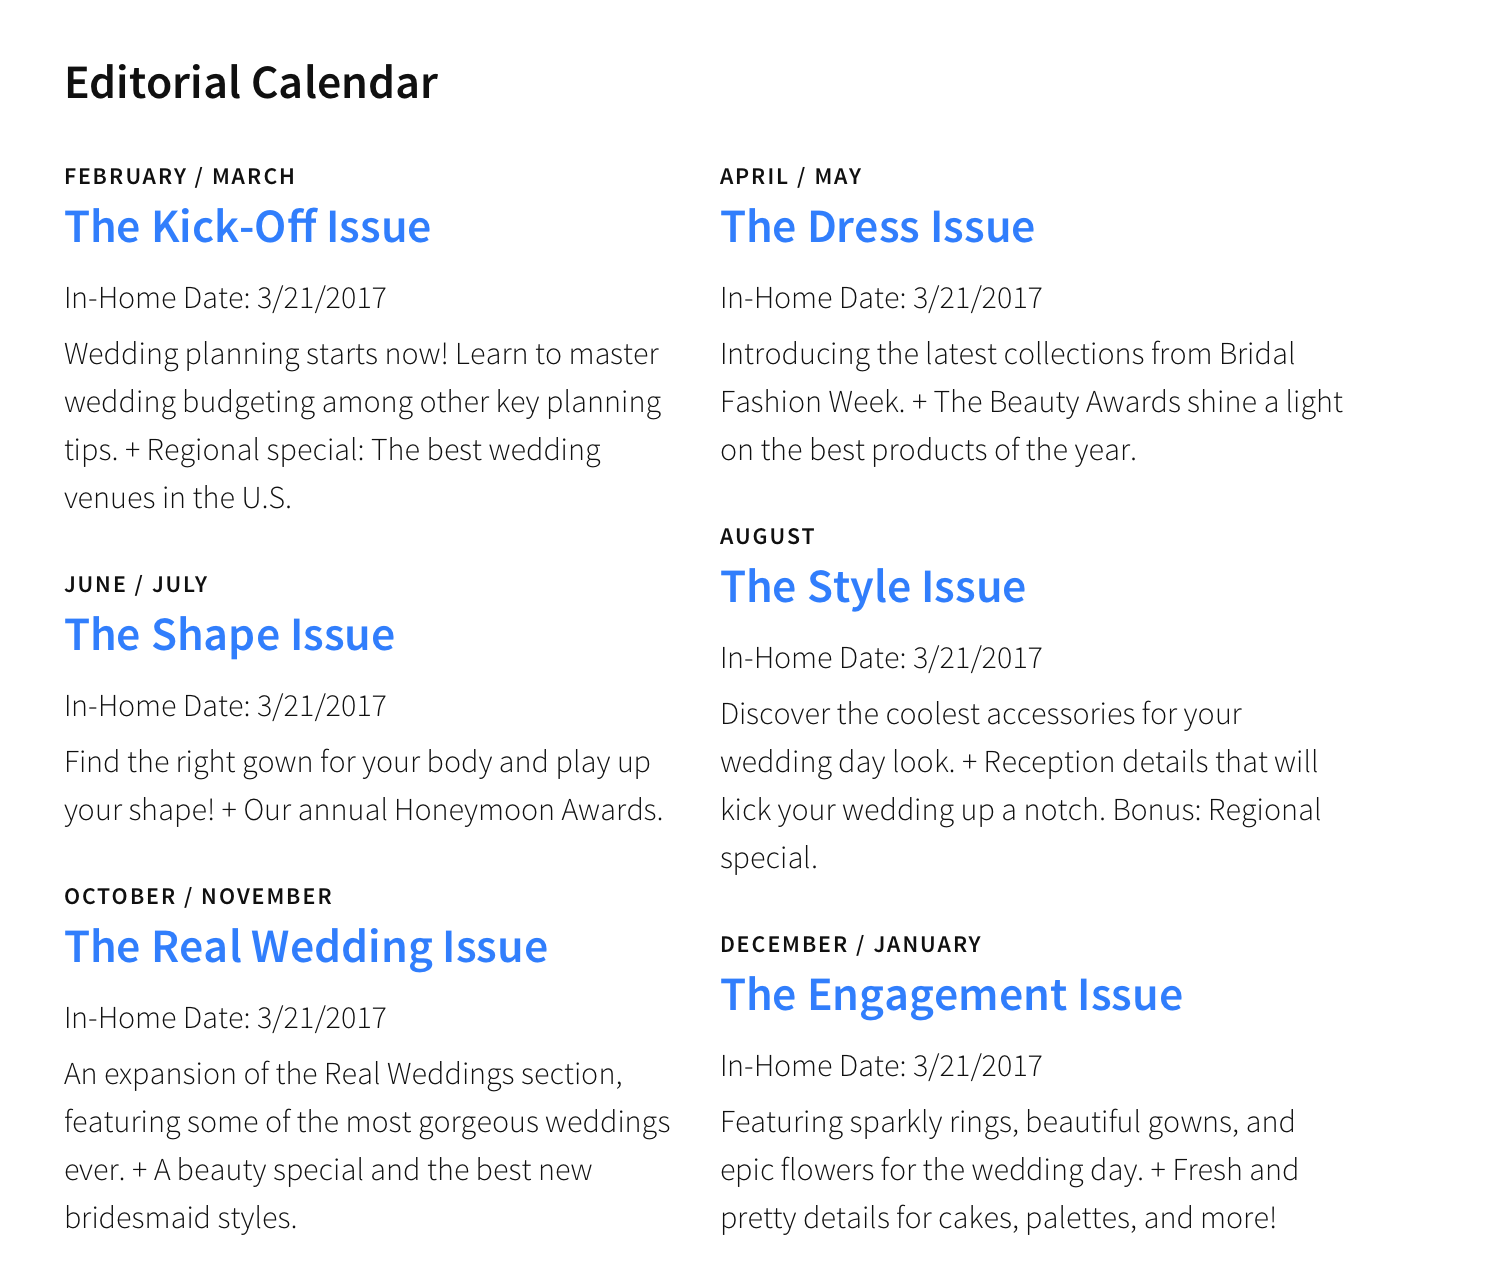 Editorial Calendar
FEBRUARY / MARCH
The Kick-Off Issue
In-Home Date: 3/21/2017
Wedding planning starts now! Learn to master
wedding budgeting among other key planning
tips. + Regional special: The best wedding
venues in the U.S.
JUNE / JULY
The Shape Issue
In-Home Date: 3/21/2017
Find the right gown for your body and play up
your shape! + Our annual Honeymoon Awards.
OCTOBER / NOVEMBER
The Real Wedding Issue
In-Home Date: 3/21/2017
An expansion of the Real Weddings section,
featuring some of the most gorgeous weddings
ever. + A beauty special and the best new
bridesmaid styles.
APRIL / MAY
The Dress Issue
In-Home Date: 3/21/2017
Introducing the latest collections from Bridal
Fashion Week. + The Beauty Awards shine a light
on the best products of the year.
AUGUST
The Style Issue
In-Home Date: 3/21/2017
Discover the coolest accessories for your
wedding day look. + Reception details that will
kick your wedding up a notch. Bonus: Regional
special.
DECEMBER / JANUARY
The Engagement Issue
In-Home Date: 3/21/2017
Featuring sparkly rings, beautiful gowns, and
epic flowers for the wedding day. + Fresh and
pretty details for cakes, palettes, and more!